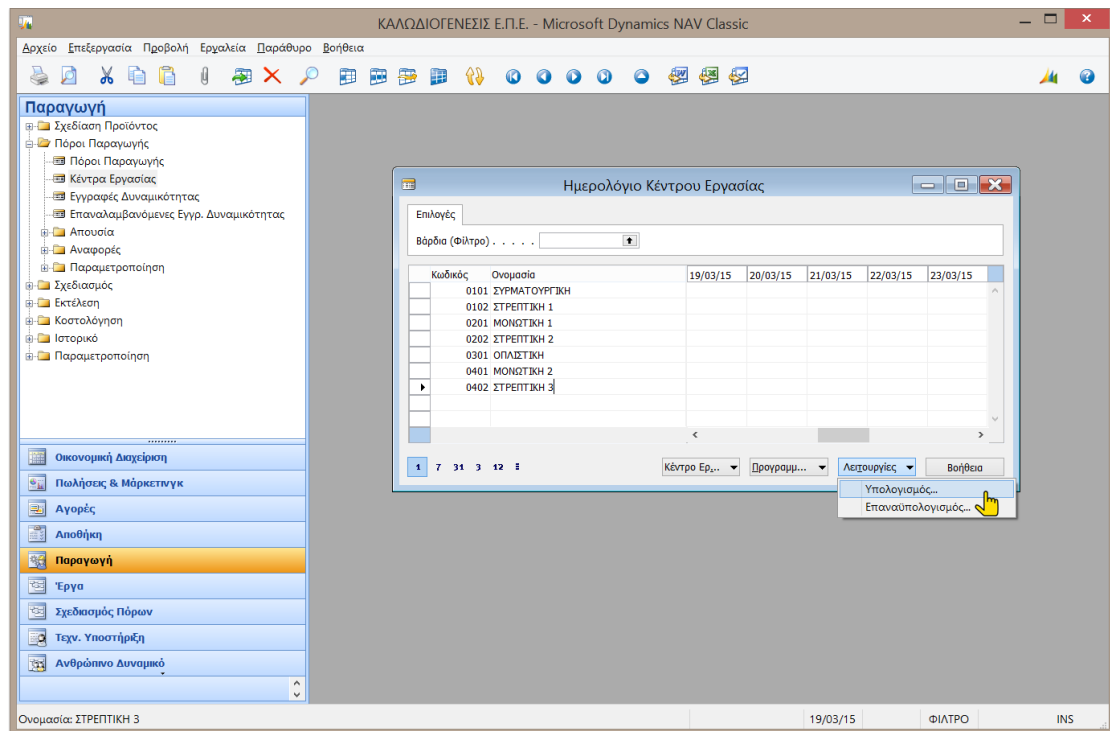 ΚΑΛΩΔΙΟΓΕΝΕΣΙΣ Ε.Π.Ε. - Microsoft Dynamics NAV Classic
Αρχείο Επεξεργασία Προβολή Εργαλεία Παράθυρο Βοήθεια
Παραγωγή
Σχεδίαση Προϊόντος
Πόροι Παραγωγής
Πόροι Παραγωγής
Κέντρα Εργασίας
Εγγραφές Δυναμικότητας
Επαναλαμβανόμενες Εγγρ. Δυναμικότητας
Απουσία
Αναφορές
Παραμετροποίηση
Σχεδιασμός
Εκτέλεση
Κοστολόγηση
Ιστορικό
Παραμετροποίηση
Οικονομική Διαχείριση
Πωλήσεις & Μάρκετινγκ
Αγορές
Αποθήκη
Παραγωγή
Έργα
Σχεδιασμός Πόρων
Τεχν. Υποστήριξη
Ανθρώπινο Δυναμικό
Ημερολόγιο Κέντρου Εργασίας
Επιλογές
Βάρδια (Φίλτρο) . . . . .
Κωδικός Ονομασία 19/03/15 20/03/15 21/03/15 22/03/15 23/03/15
0101 ΣΥΡΜΑΤΟΥΡΓΙΚΗ
0102 ΣΤΡΕΠΤΙΚΗ 1
0201 ΜΟΝΩΤΙΚΗ 1
0202 ΣΤΡΕΠΤΙΚΗ 2
0301 ΟΠΛΙΣΤΙΚΗ
0401 ΜΟΝΩΤΙΚΗ 2
0402 ΣΤΡΕΠΤΙΚΗ 3
1 7 31 3 12 Κέντρο Ερ... Προγραμμ... Λειτουργίες Βοήθεια
Υπολογισμός...
Επαναϋπολογισμός...
Ονομασία: ΣΤΡΕΠΤΙΚΗ 3 19/03/15 ΦΙΛΤΡΟ INS